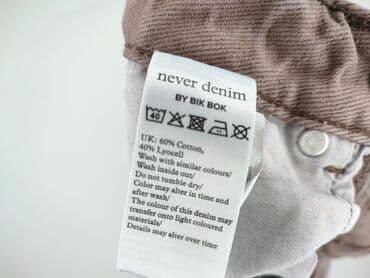 never denim
BY BIK BOK
40
UK: 60% Cotton,
40% Lyocell
Wash with similar colours/
Wash inside out/
Do not tumble dry/
Color may alter in time and
after wash/
The colour of this denim may
transfer onto light coloured
materials/
Details may alter over time